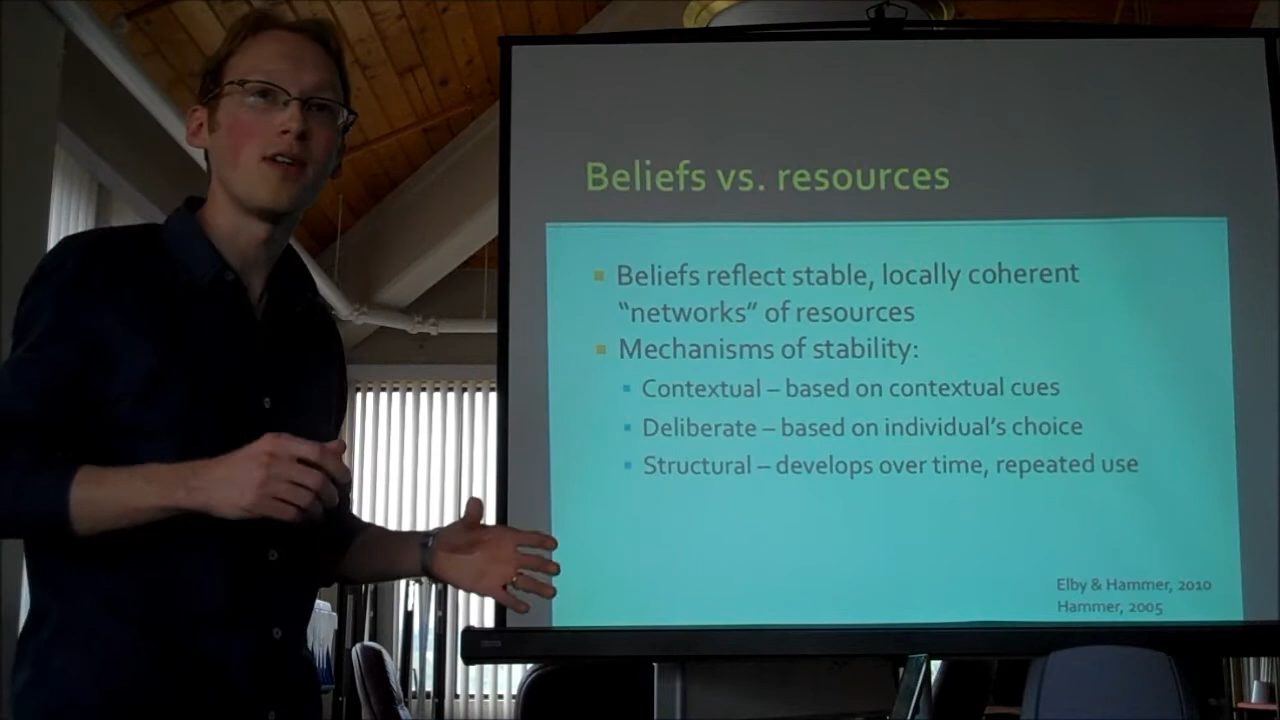 Beliefs vs. resources
Beliefs reflect stable, locally coherent
“networks” of resources
Mechanisms of stability:
Contextual – based on contextual cues
Deliberate – based on individual’s choice
Structural – develops over time, repeated use
Elby & Hammer, 2010
Hammer, 2005